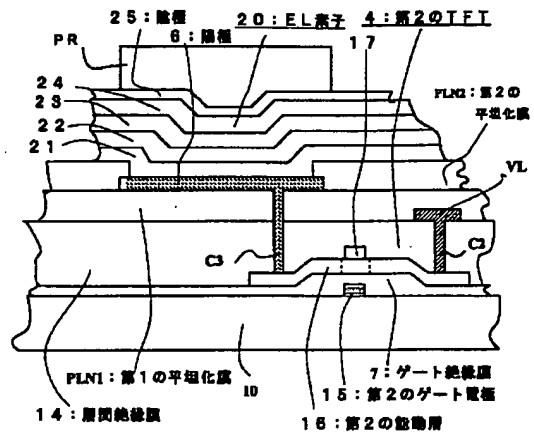 25：陰極
6：陽極
20：EL素子
17
4：第2のTFT
PR
24
23
22
21
PLN2：第2の
平坦化膜
VL
C3
C2
PLN1：第1の平坦化膜
10
7：ゲート絶縁膜
14：層間絶縁膜
15：第2のゲート電極
16：第2の能動層